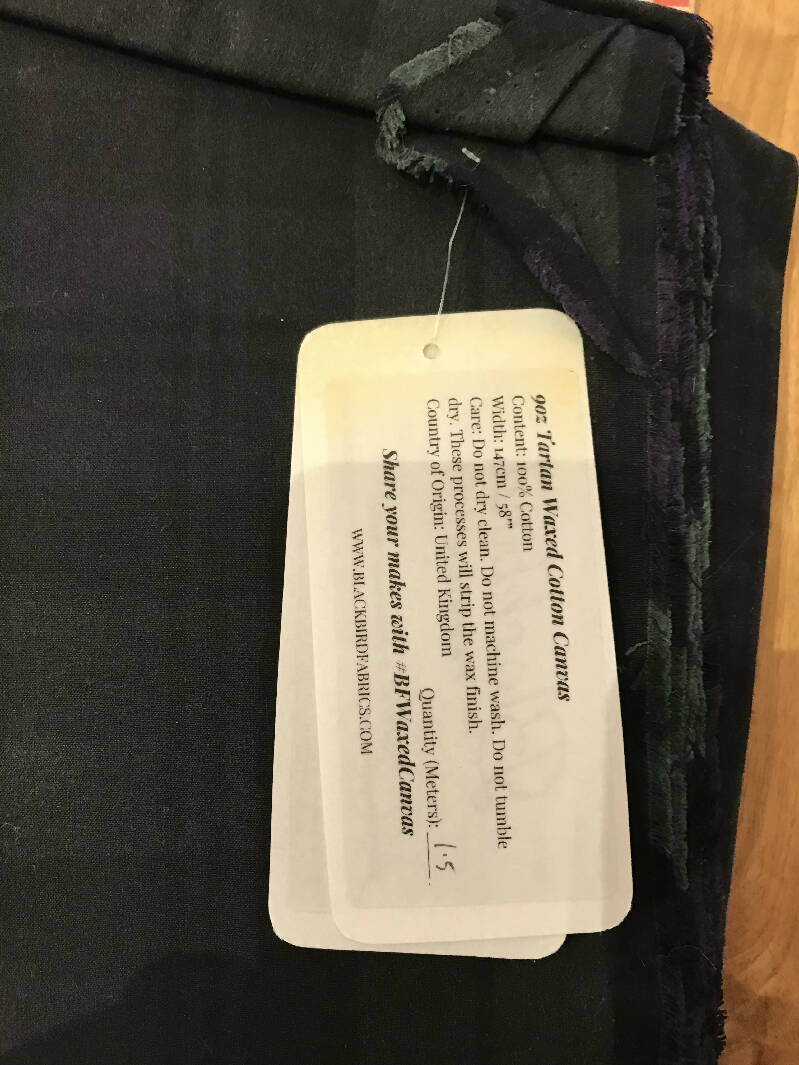 9oz Tartan Waxed Cotton Canvas
Content: 100% Cotton
Width: 147cm / 58""
Care: Do not dry clean. Do not machine wash. Do not tumble
dry. These processes will strip the wax finish.
Country of Origin: United Kingdom
Quantity (Meters): 1.5
Share your makes with #BFWaxedCanvas
WWW.BLACKBIRDFABRICS.COM